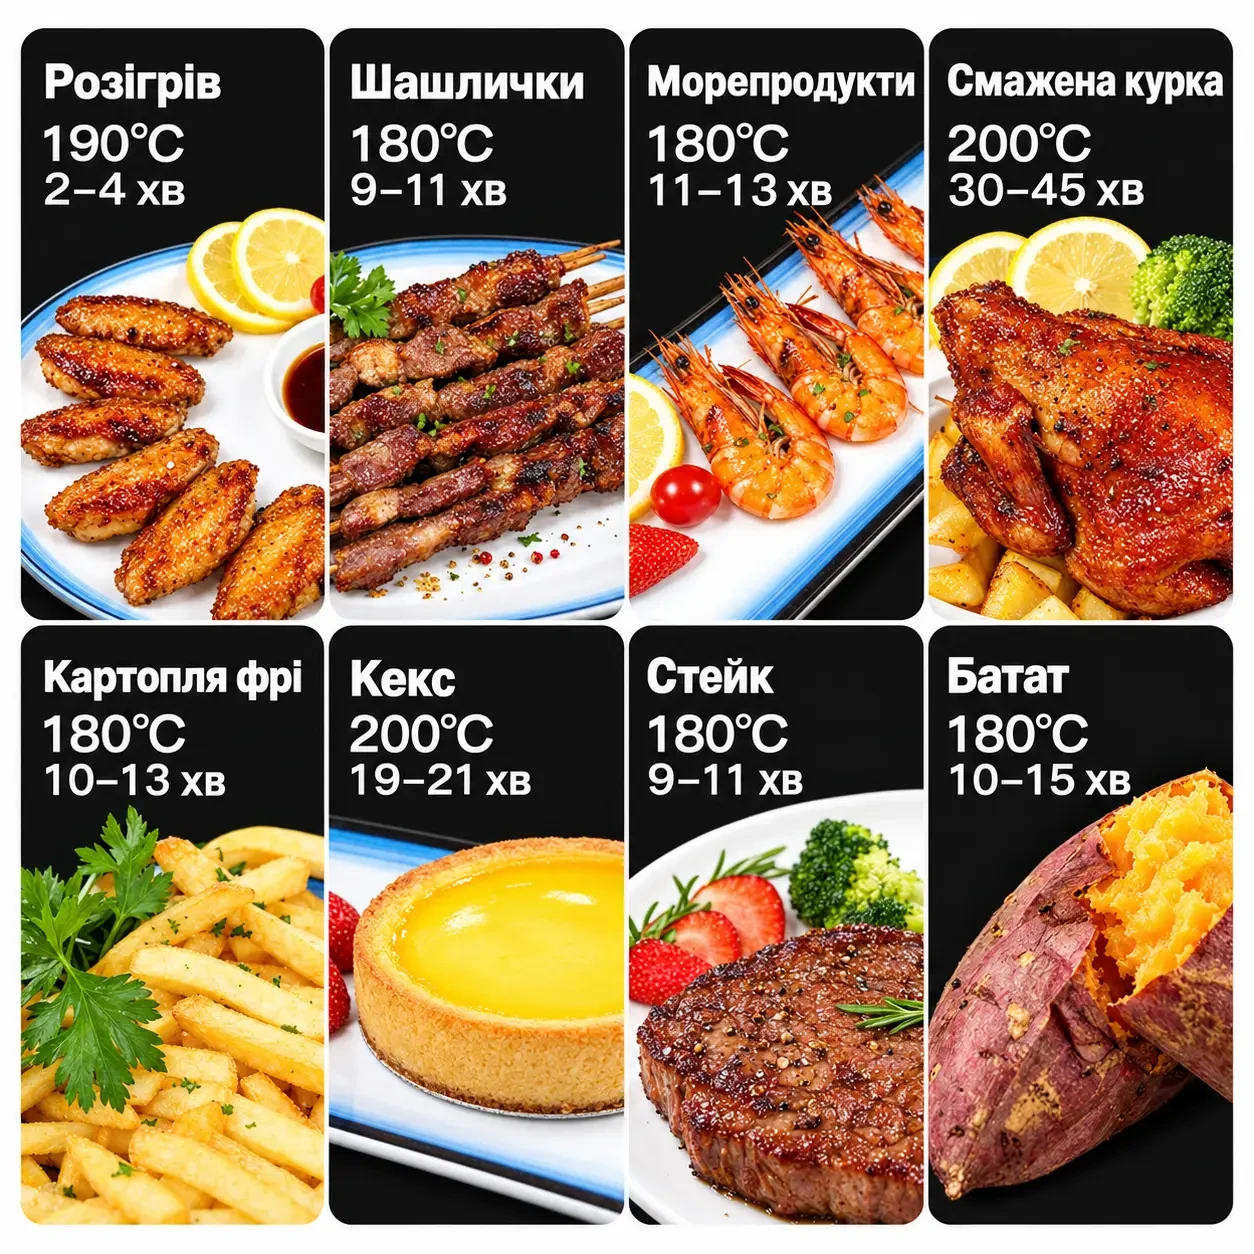 Розігрів
190°C
2–4 хв
Шашлички
180°C
9–11 хв
Морепродукти
180°C
11–13 хв
Смажена курка
200°C
30–45 хв
Картопля фрі
180°C
10–13 хв
Кекс
200°C
19–21 хв
Стейк
180°C
9–11 хв
Батат
180°C
10–15 хв